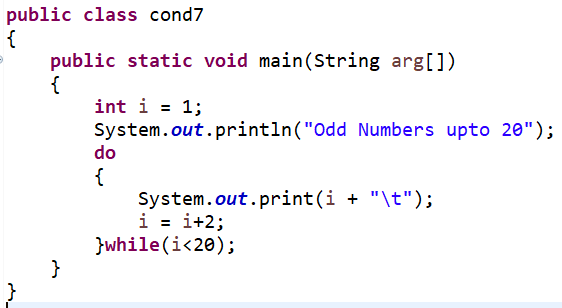 public class cond7
{
    public static void main(String arg[])
    {
        int i = 1;
        System.out.println("Odd Numbers upto 20");
        do
        {
            System.out.print(i + "\t");
            i = i+2;
        }while(i<20);
    }
}